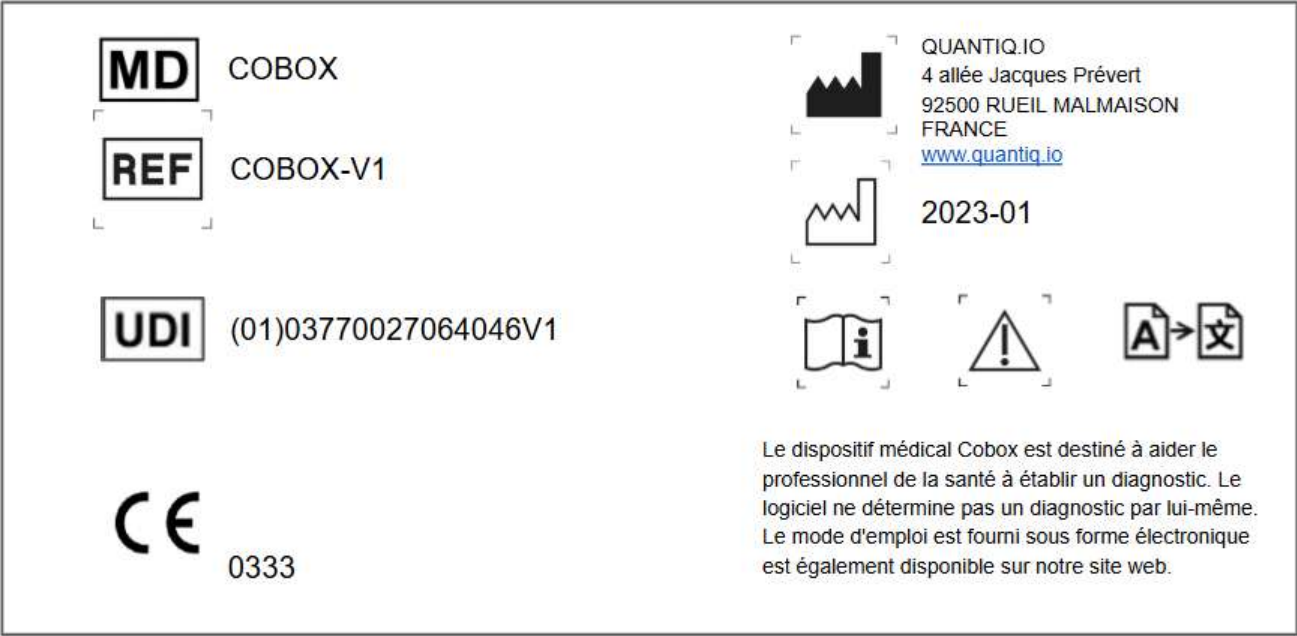 MD COBOX
REF COBOX-V1
UDI (01)03770027064046V1
CE
0333
QUANTIQ.IO
4 allée Jacques Prévert
92500 RUEIL MALMAISON
FRANCE
www.quantiq.io
2023-01
i
A 文
Le dispositif médical Cobox est destiné à aider le
professionnel de la santé à établir un diagnostic. Le
logiciel ne détermine pas un diagnostic par lui-même.
Le mode d'emploi est fourni sous forme électronique
est également disponible sur notre site web.